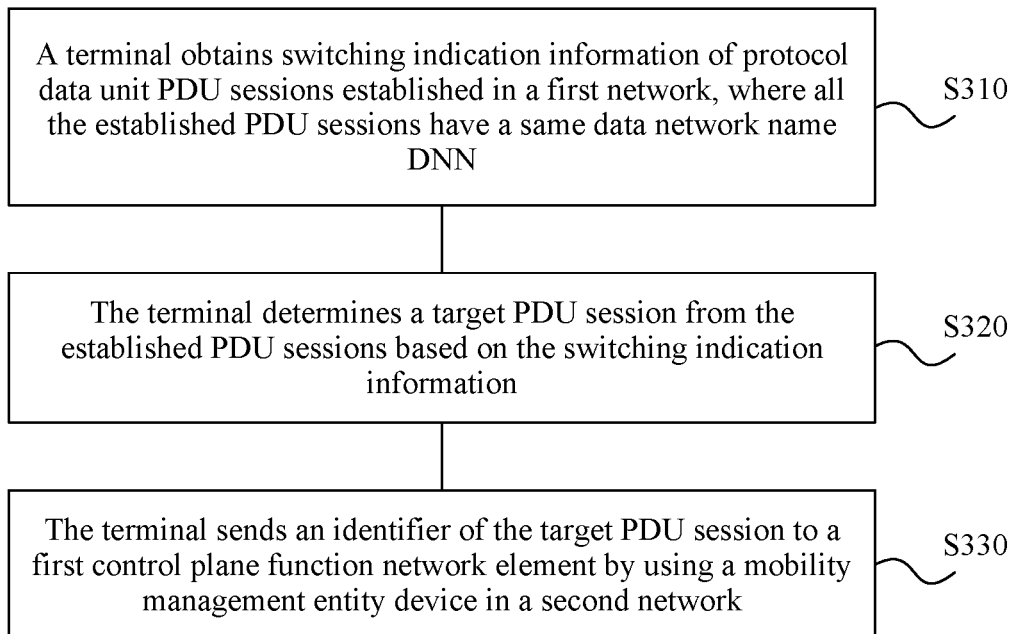 A terminal obtains switching indication information of protocol
data unit PDU sessions established in a first network, where all
the established PDU sessions have a same data network name
DNN
S310
The terminal determines a target PDU session from the
established PDU sessions based on the switching indication
information
S320
The terminal sends an identifier of the target PDU session to a
first control plane function network element by using a mobility
management entity device in a second network
S330